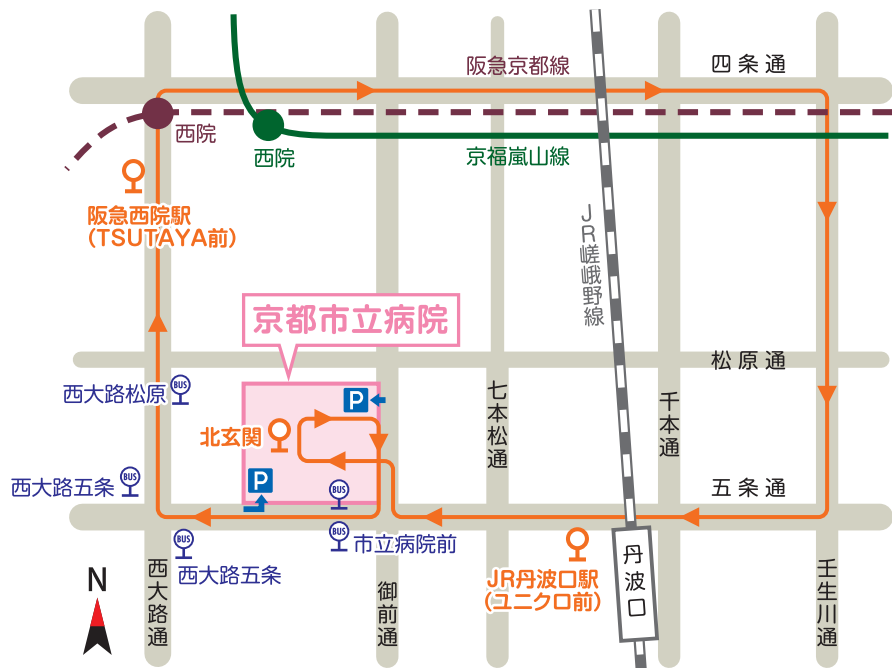 阪急京都線
四条通
西院
西院
京福嵐山線
阪急西院駅
(TSUTAYA前)
JR嵯峨野線
京都市立病院
松原通
西大路松原
BUS
P
七本松通
千本通
北玄関
西大路五条
BUS
P
BUS
五条通
BUS
西大路五条
BUS
市立病院前
JR丹波口駅
(ユニクロ前)
丹波口
N
西大路通
御前通
壬生川通